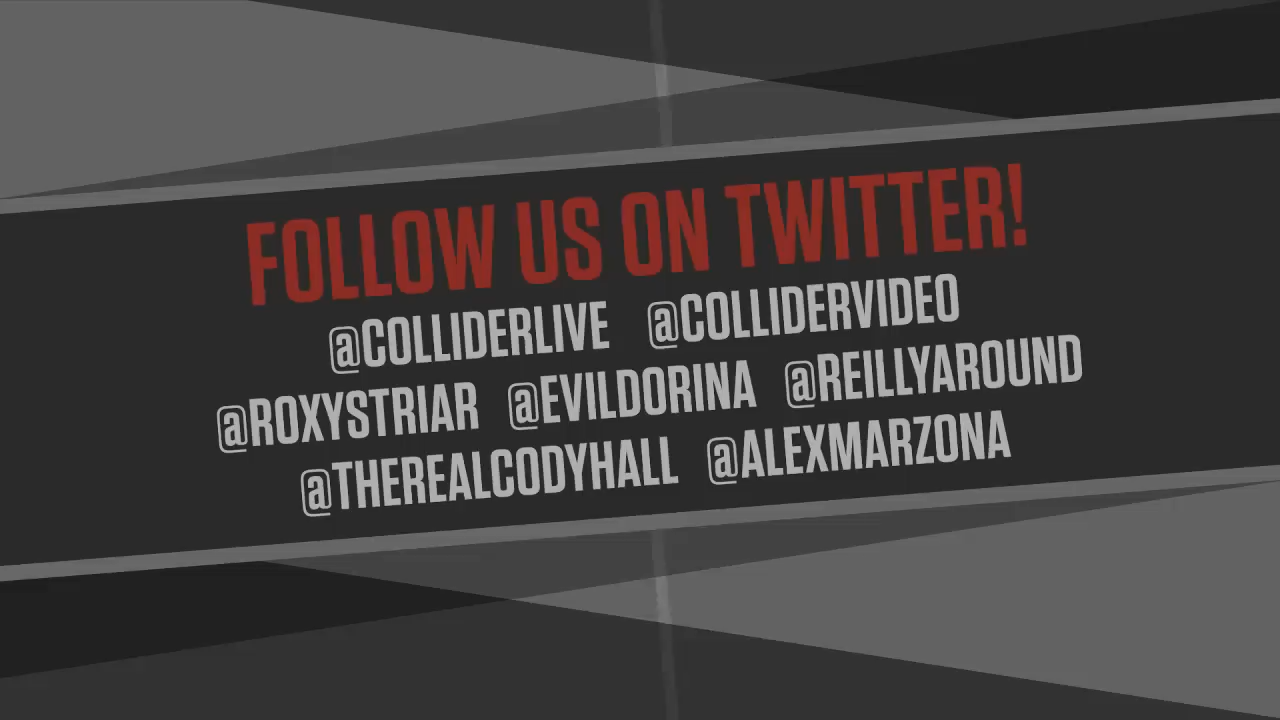 FOLLOW US ON TWITTER!
@COLLIDERLIVE @COLLIDERVIDEO
@ROXYSTRIAR @EVILDORINA @REILLYAROUND
@THEREALCODYHALL @ALEXMARZONA